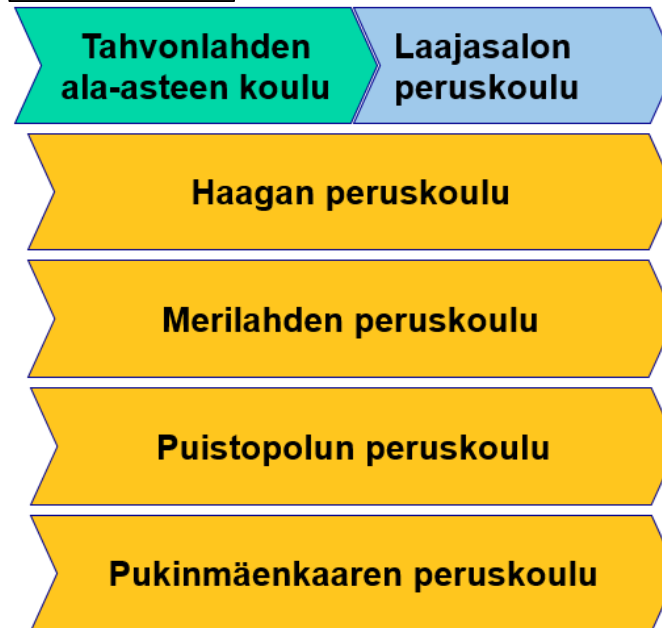 Tahvonlahden
ala-asteen koulu
Laajasalon
peruskoulu
Haagan peruskoulu
Merilahden peruskoulu
Puistopolun peruskoulu
Pukinmäenkaaren peruskoulu